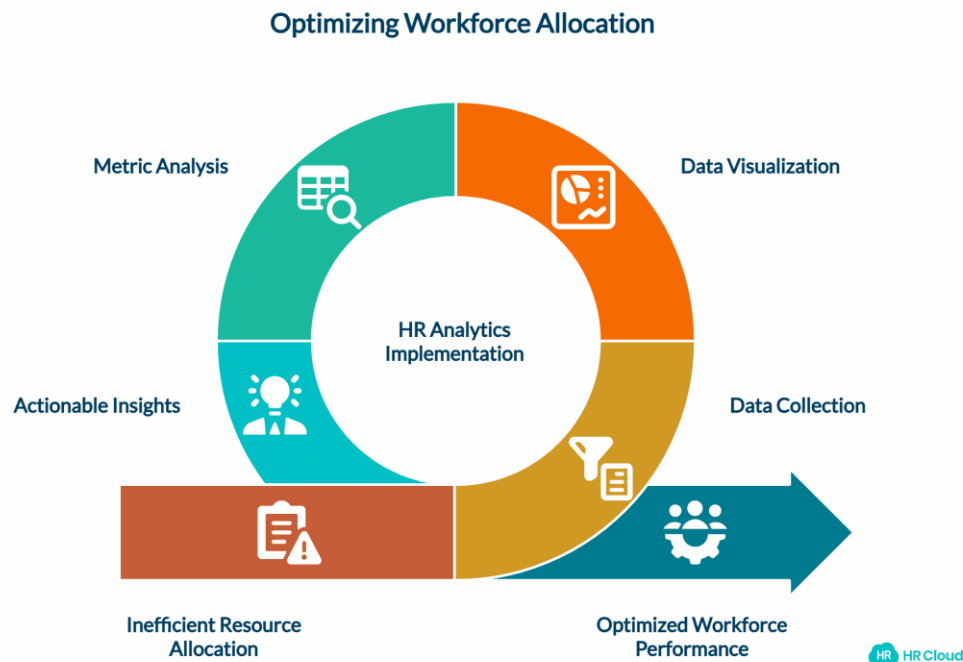 Optimizing Workforce Allocation
Metric Analysis
Data Visualization
HR Analytics
Implementation
Actionable Insights
Data Collection
Inefficient Resource
Allocation
Optimized Workforce
Performance
HR HR Cloud